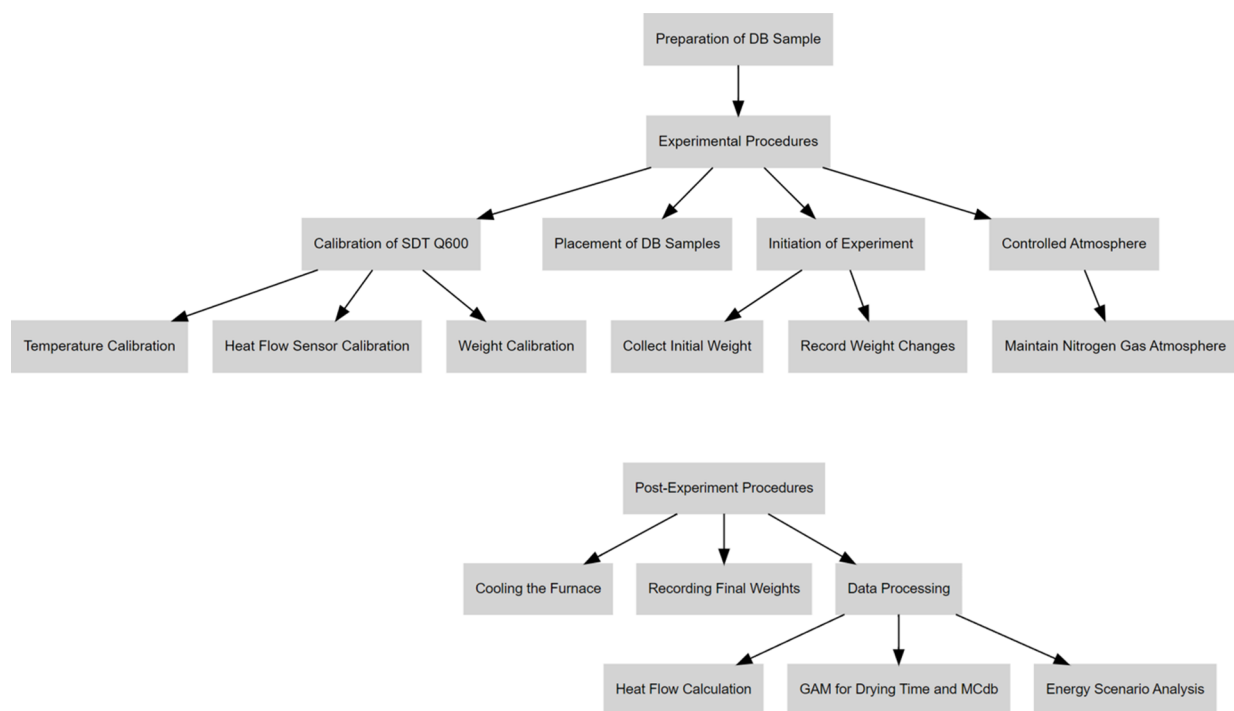 Preparation of DB Sample
Experimental Procedures
Calibration of SDT Q600
Placement of DB Samples
Initiation of Experiment
Controlled Atmosphere
Temperature Calibration
Heat Flow Sensor Calibration
Weight Calibration
Collect Initial Weight
Record Weight Changes
Maintain Nitrogen Gas Atmosphere
Post-Experiment Procedures
Cooling the Furnace
Recording Final Weights
Data Processing
Heat Flow Calculation
GAM for Drying Time and MCdb
Energy Scenario Analysis